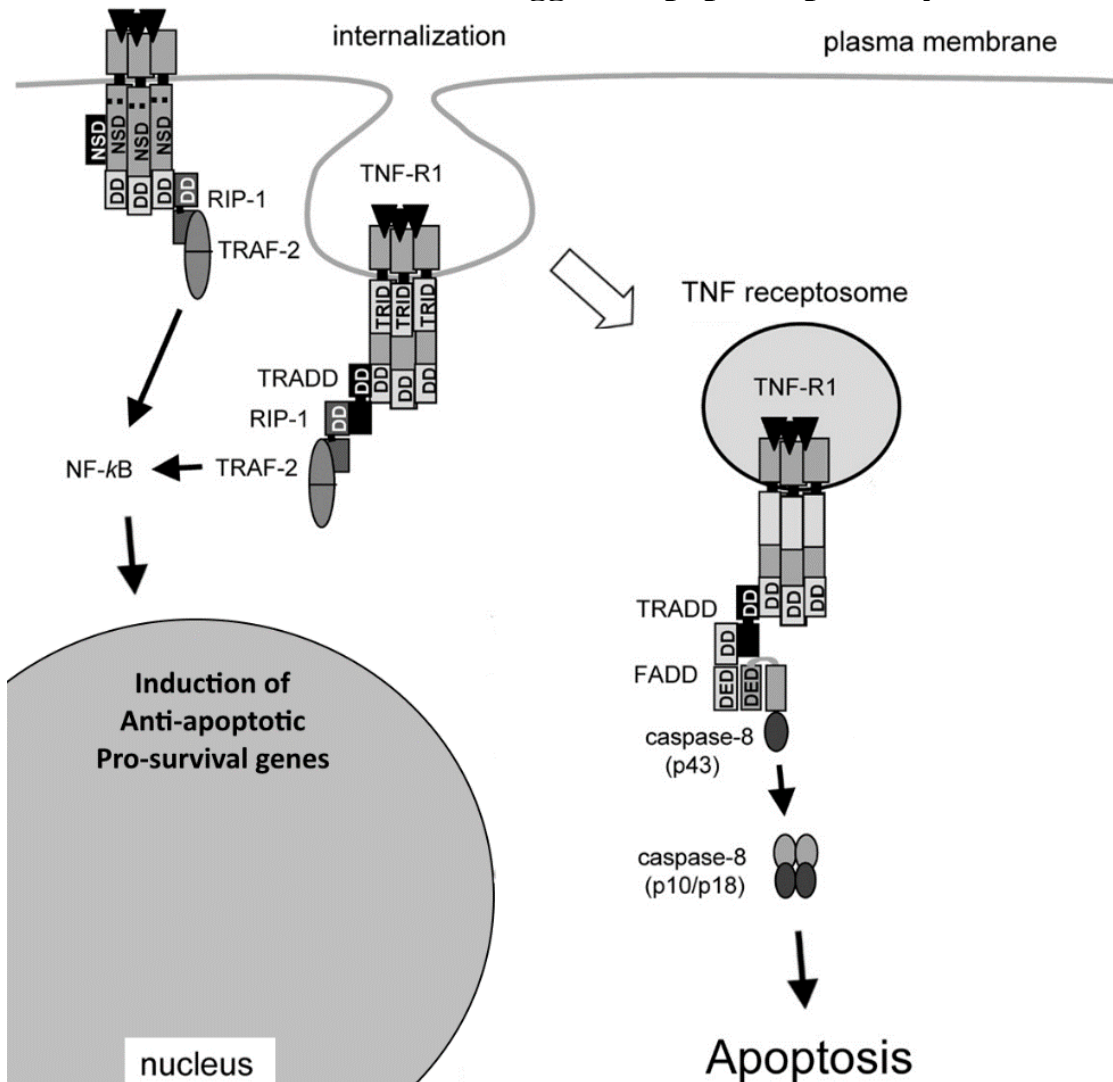 internalization
plasma membrane
NSD
NSD
NSD
NSD
DD
DD
DD
DD
RIP-1
TRAF-2
TNF-R1
TRID
TRID
TRID
TRADD
DD
DD
DD
DD
RIP-1
DD
NF-kB
TRAF-2
TNF receptosome
TNF-R1
TRADD
DD
DD
DD
DD
DD
FADD
DED
DED
caspase-8
(p43)
caspase-8
(p10/p18)
Apoptosis
Induction of
Anti-apoptotic
Pro-survival genes
nucleus